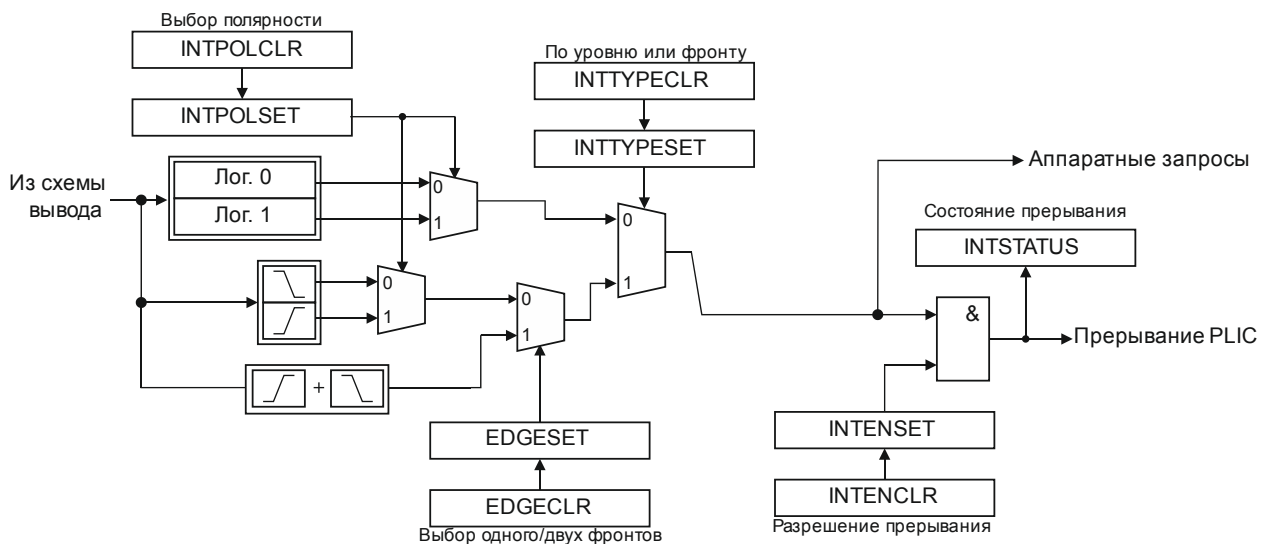 Выбор полярности
INTPOLCLR
INTPOLSET
По уровню или фронту
INTTYPECLR
INTTYPESET
Из схемы
вывода
Лог. 0
Лог. 1
0
1
0
1
0
1
0
1
+
EDGESET
EDGECLR
Выбор одного/двух фронтов
Аппаратные запросы
Состояние прерывания
INTSTATUS
&
Прерывание PLIC
INTENSET
INTENCLR
Разрешение прерывания